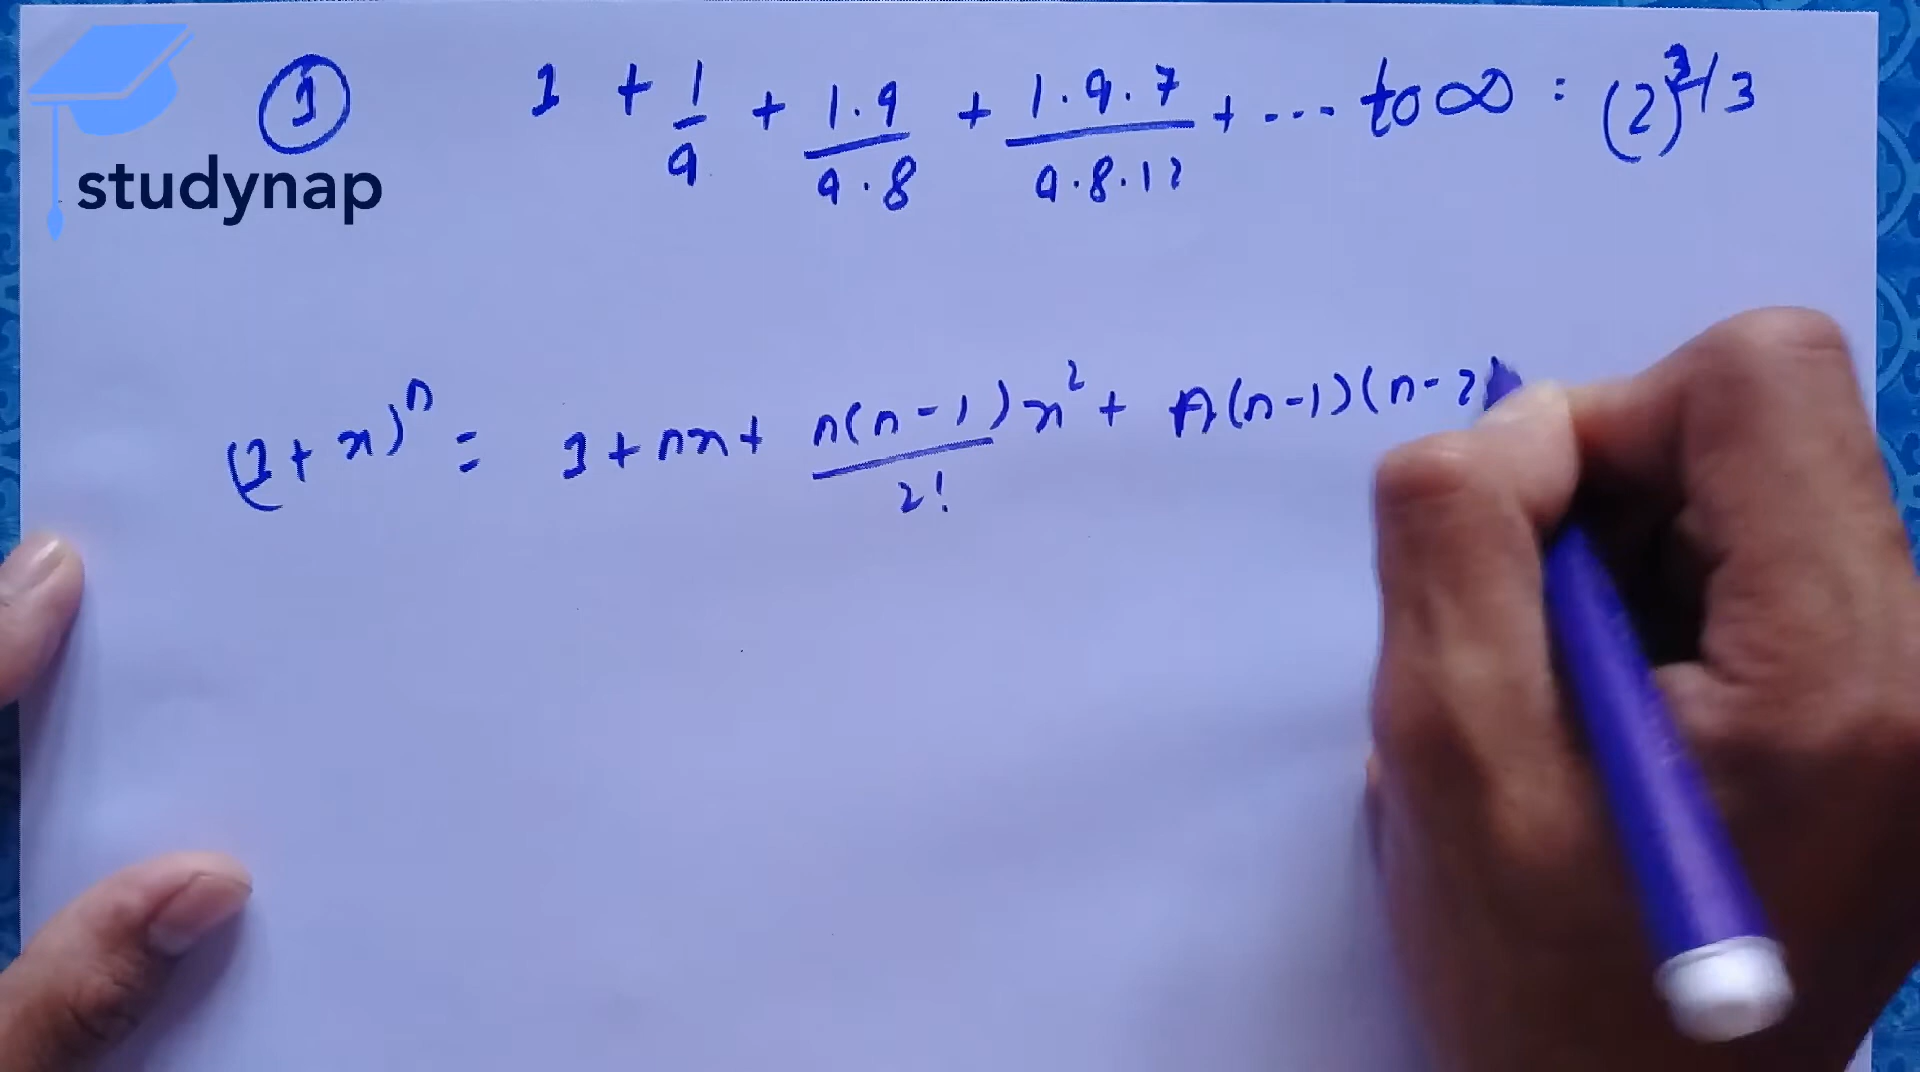 ① 1 + 1/4 + 1.4/4.8 + 1.4.7/4.8.12 + ... to ∞ = (2)^2/3
studynap
(1 + x)^n = 1 + nx + n(n-1)/2! x^2 + n(n-1)(n-2)